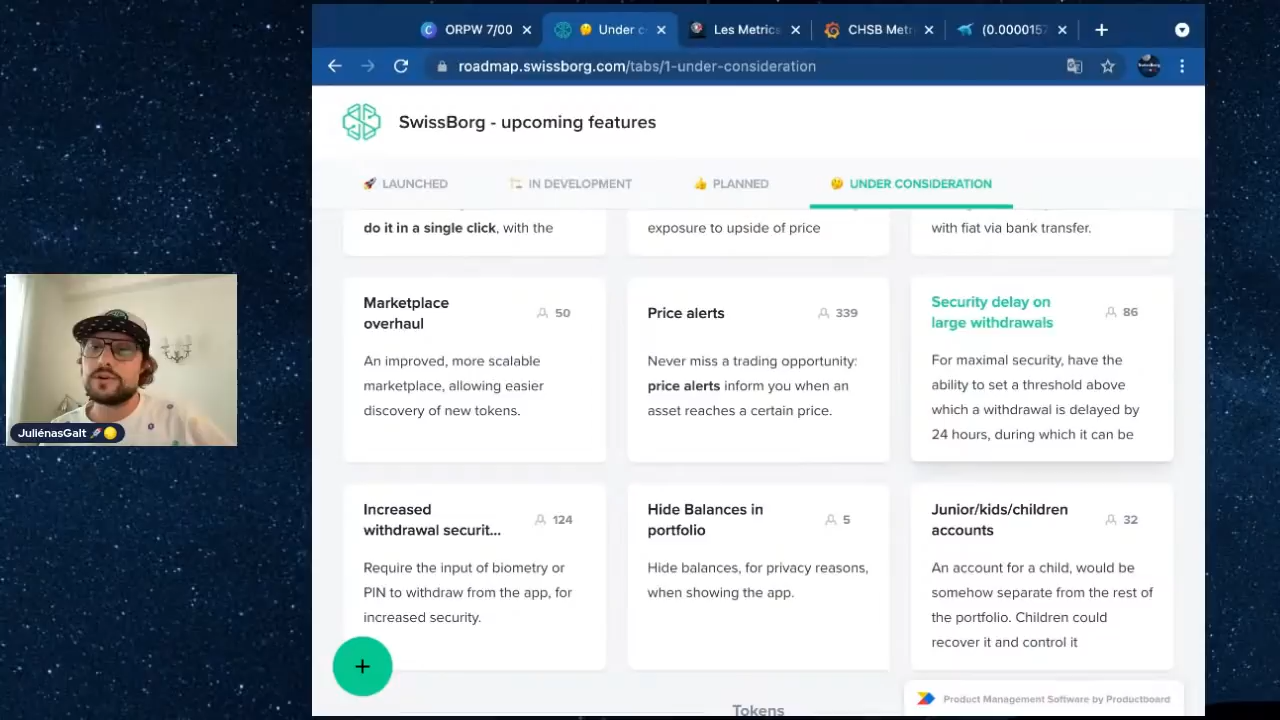 ORPW 7/00
Under c
Les Metrics
CHSB Metr
(0.0000157
roadmap.swissborg.com/tabs/1-under-consideration
SwissBorg - upcoming features
LAUNCHED
IN DEVELOPMENT
PLANNED
UNDER CONSIDERATION
do it in a single click, with the
exposure to upside of price
with fiat via bank transfer.
Marketplace
overhaul
50
An improved, more scalable
marketplace, allowing easier
discovery of new tokens.
Price alerts
339
Never miss a trading opportunity:
price alerts inform you when an
asset reaches a certain price.
Security delay on
large withdrawals
86
For maximal security, have the
ability to set a threshold above
which a withdrawal is delayed by
24 hours, during which it can be
JuliénasGalt
Increased
withdrawal securit...
124
Require the input of biometry or
PIN to withdraw from the app, for
increased security.
Hide Balances in
portfolio
5
Hide balances, for privacy reasons,
when showing the app.
Junior/kids/children
accounts
32
An account for a child, would be
somehow separate from the rest of
the portfolio. Children could
recover it and control it
Tokens
Product Management Software by Productboard